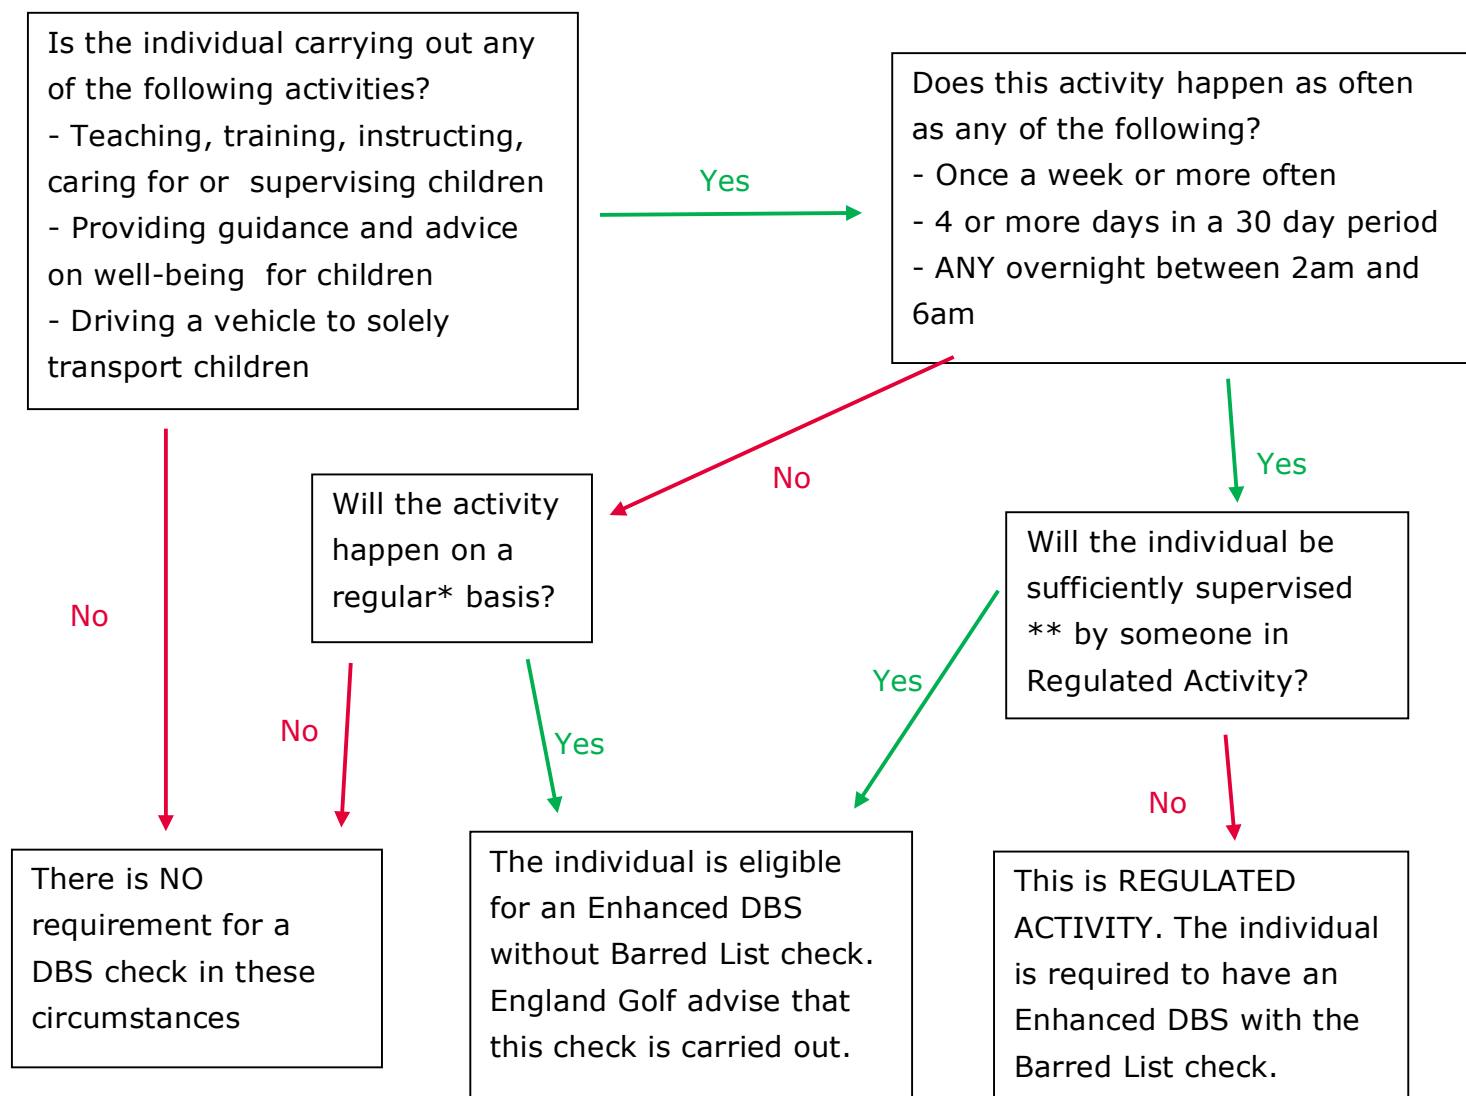 Is the individual carrying out any
of the following activities?
- Teaching, training, instructing,
caring for or  supervising children
- Providing guidance and advice
on well-being  for children
- Driving a vehicle to solely
transport children
Yes
Does this activity happen as often
as any of the following?
- Once a week or more often
- 4 or more days in a 30 day period
- ANY overnight between 2am and
6am
No
Yes
Will the activity
happen on a
regular* basis?
Will the individual be
sufficiently supervised
** by someone in
Regulated Activity?
No
No
Yes
Yes
No
There is NO
requirement for a
DBS check in these
circumstances
The individual is eligible
for an Enhanced DBS
without Barred List check.
England Golf advise that
this check is carried out.
This is REGULATED
ACTIVITY. The individual
is required to have an
Enhanced DBS with the
Barred List check.